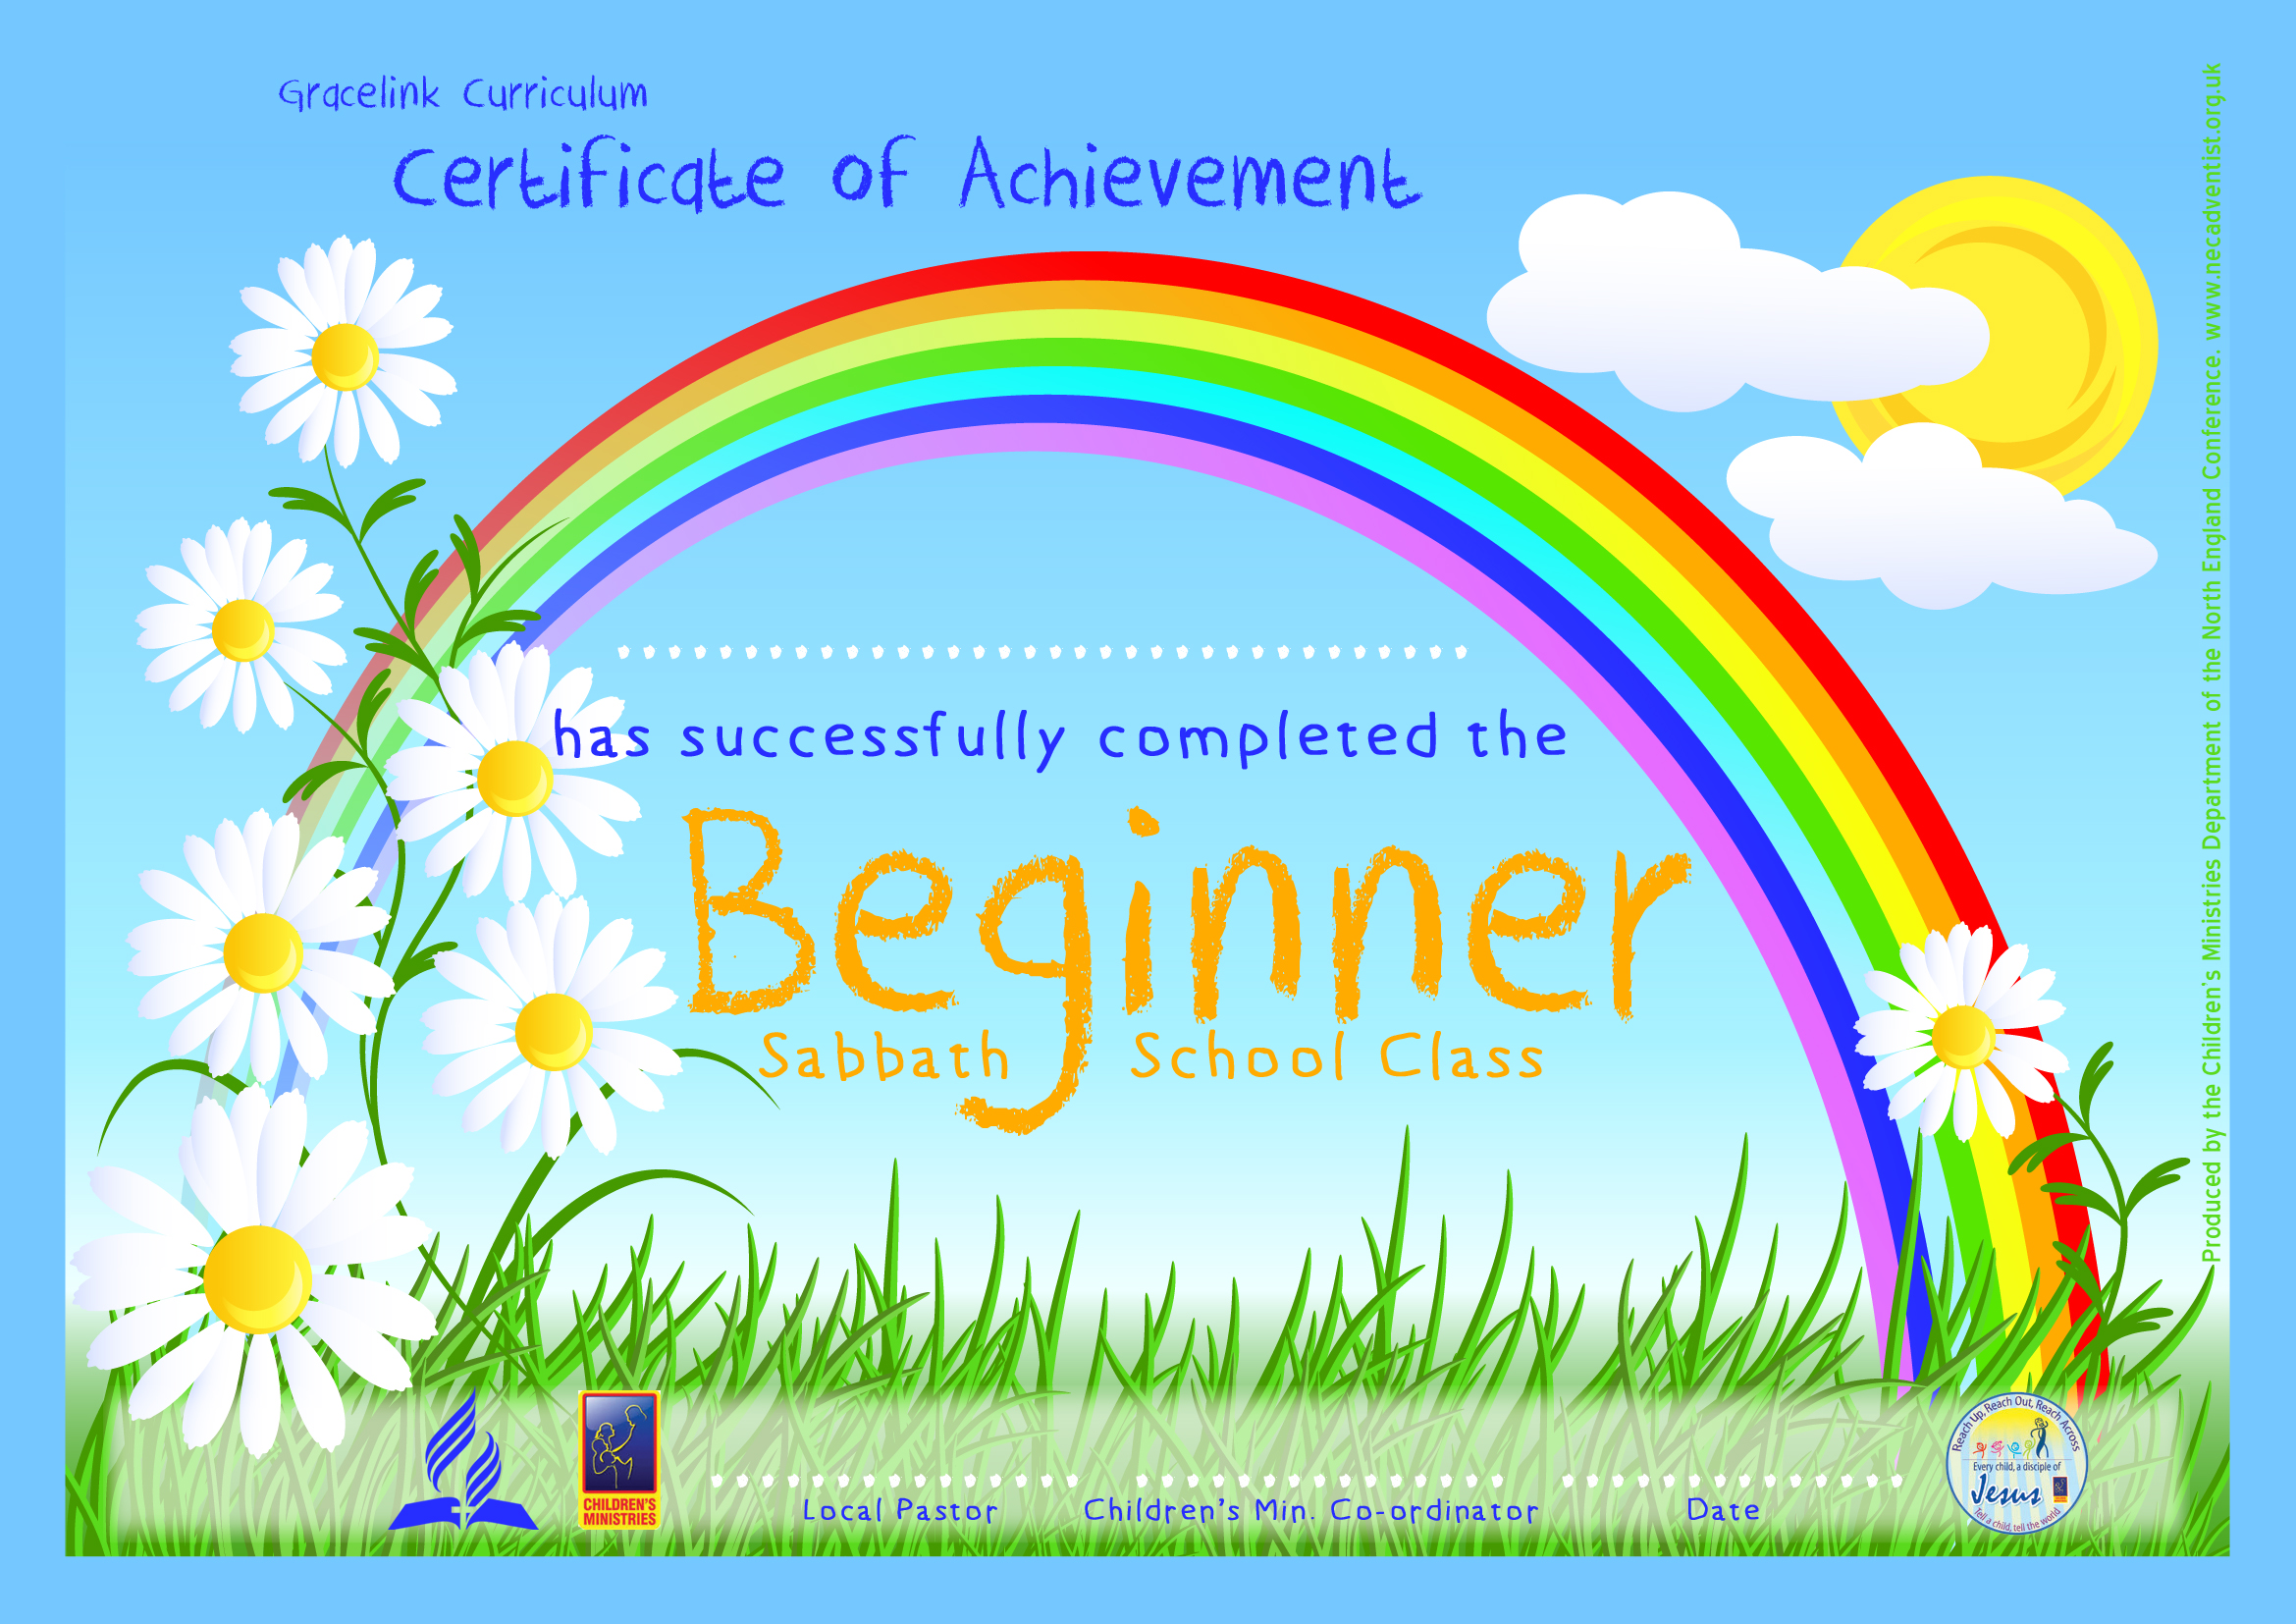 Gracelink Curriculum
Certificate of Achievement
has successfully completed the
Beginner
Sabbath School Class
Local Pastor
Children's Min. Co-ordinator
Date
CHILDREN'S
MINISTRIES
Reach Up, Reach Out, Reach Across
Every child, a disciple of
Jesus
Tell a child, tell the world
Produced by the Children's Ministries Department of the North England Conference. www.necadventist.org.uk